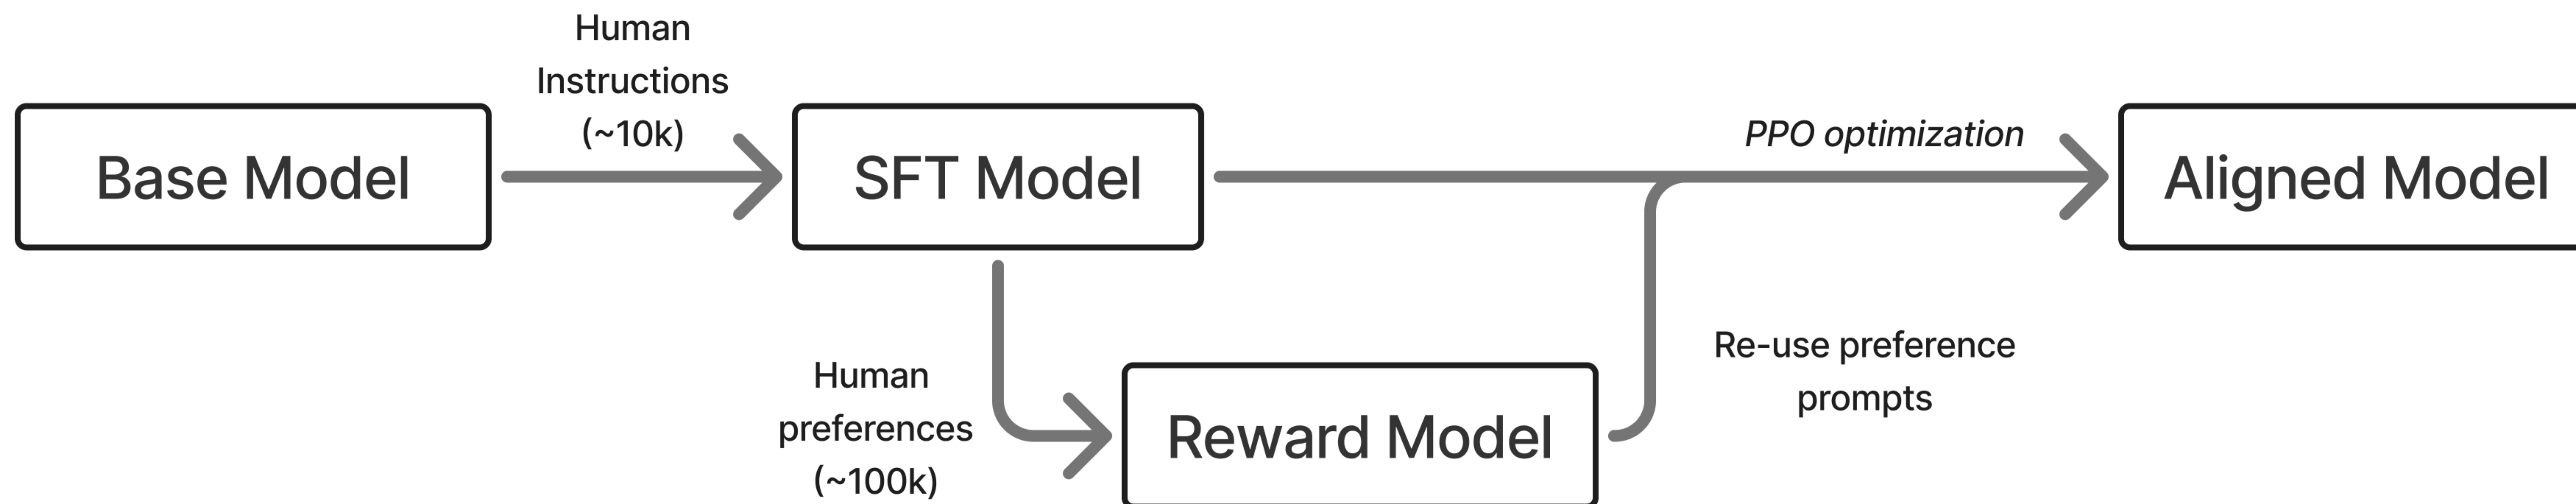 Human
Instructions
(~10k)
Base Model
SFT Model
PPO optimization
Aligned Model
Human
preferences
(~100k)
Reward Model
Re-use preference
prompts